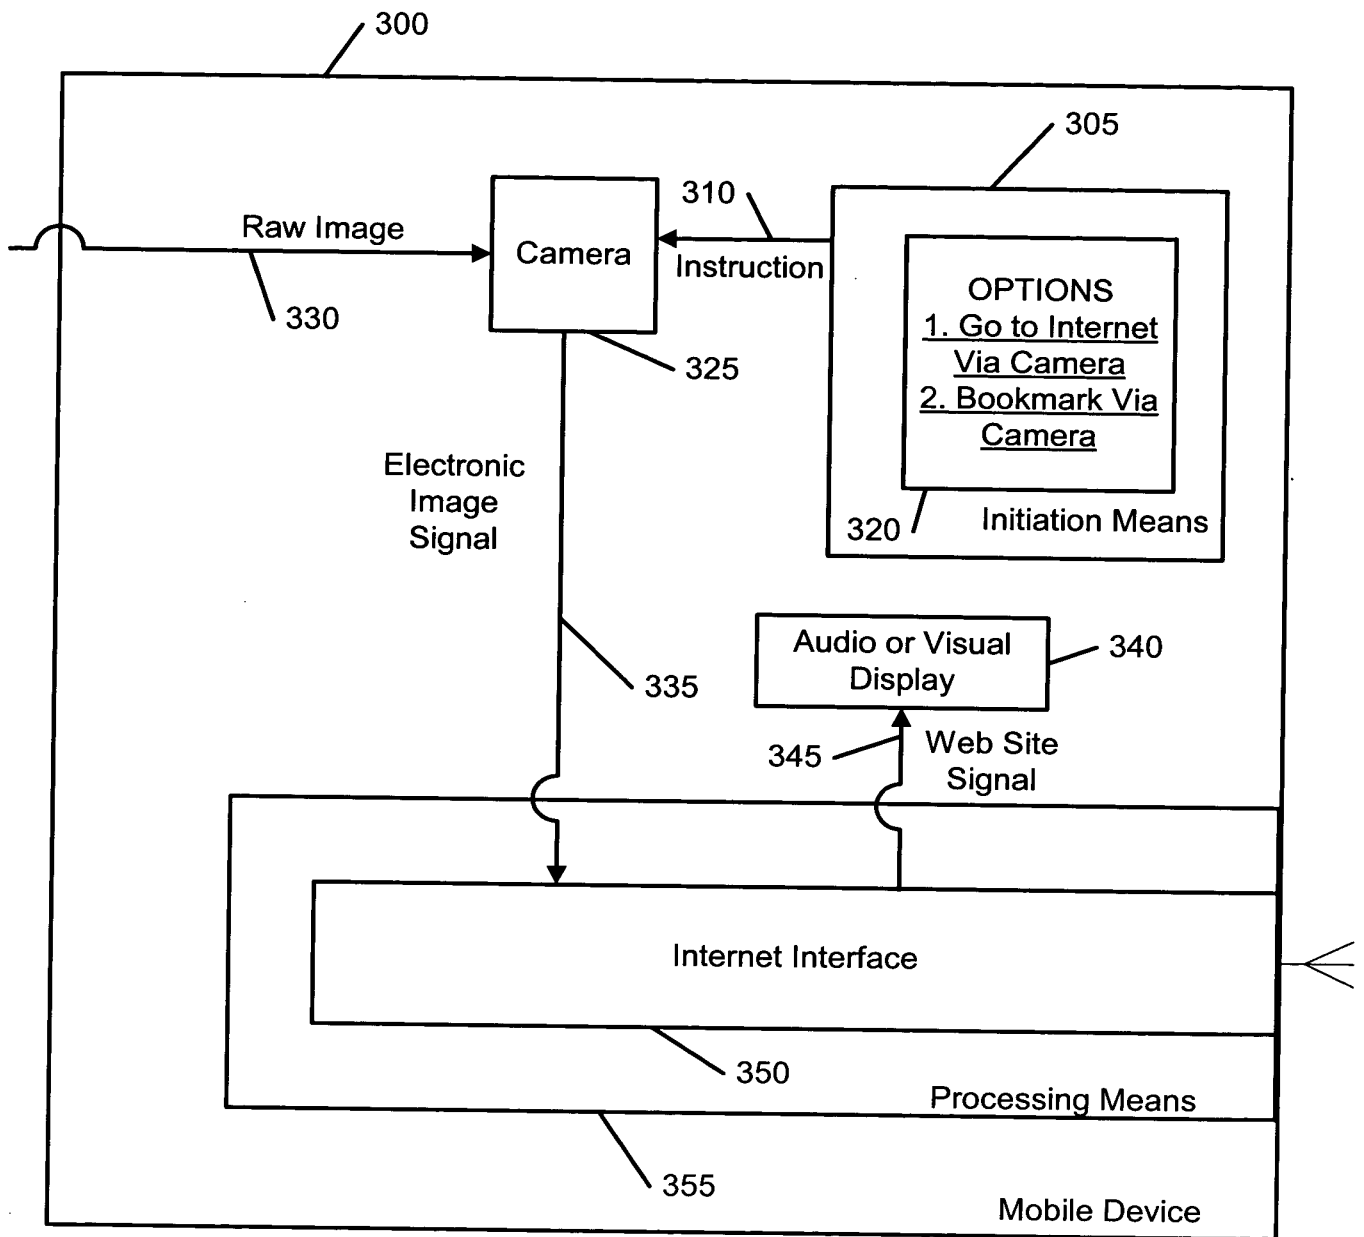 300
305
310
Raw Image
Camera
Instruction
330
325
OPTIONS
1. Go to Internet
Via Camera
2. Bookmark Via
Camera
320
Initiation Means
Electronic
Image
Signal
335
Audio or Visual
Display
340
345
Web Site
Signal
Internet Interface
350
Processing Means
355
Mobile Device